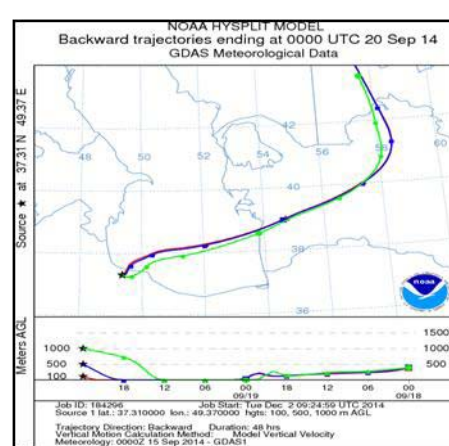 NOAA HYSPLIT MODEL
Backward trajectories ending at 0000 UTC 20 Sep 14
GDAS Meteorological Data
Source ★ at 37.31 N 49.37 E
48 50 52 54 56 58 60
42
40
38
36
noaa
Meters AGL
1500
1000 1000
500 500
100
18 12 06 00 18 12 06 00
09/19 09/18
Job ID: 184296 Job Start: Tue Dec 2 09:24:59 UTC 2014
Source 1 lat.: 37.310000 lon.: 49.370000 hgts: 100, 500, 1000 m AGL
Trajectory Direction: Backward Duration: 48 hrs
Vertical Motion Calculation Method: Model Vertical Velocity
Meteorology: 0000Z 15 Sep 2014 - GDAS1